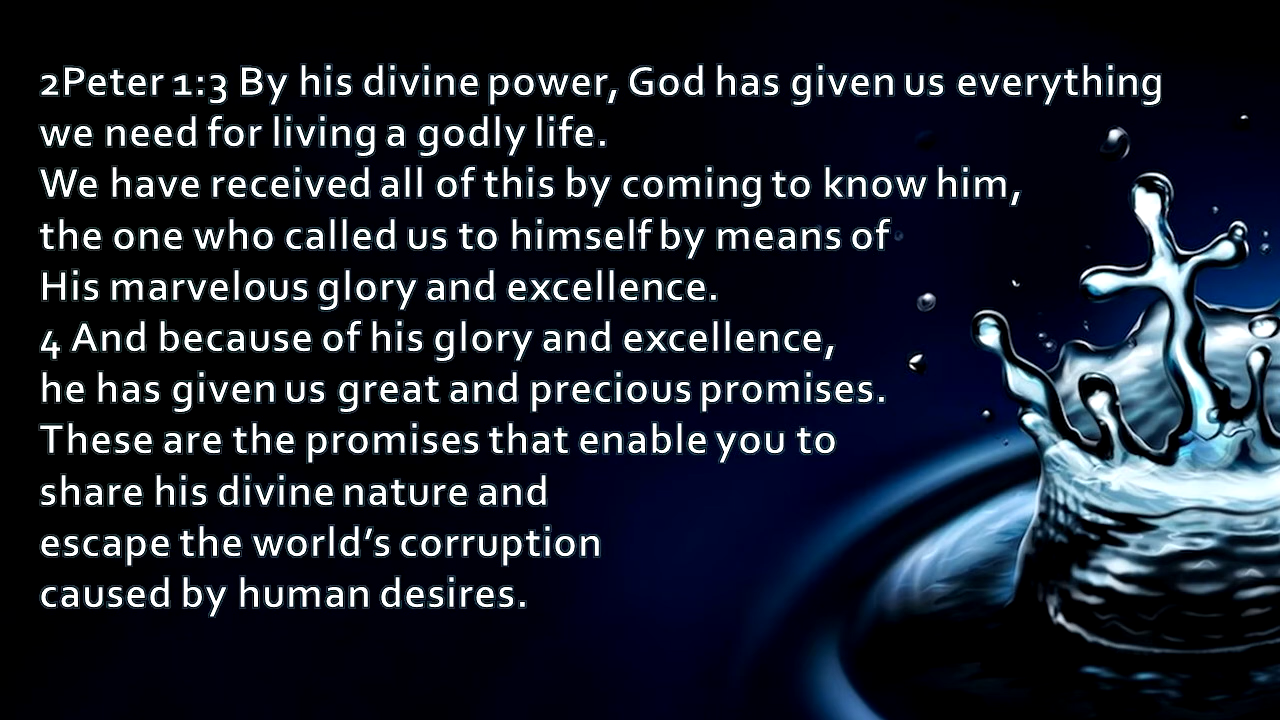 2Peter 1:3 By his divine power, God has given us everything
we need for living a godly life.
We have received all of this by coming to know him,
the one who called us to himself by means of
His marvelous glory and excellence.
4 And because of his glory and excellence,
he has given us great and precious promises.
These are the promises that enable you to
share his divine nature and
escape the world’s corruption
caused by human desires.